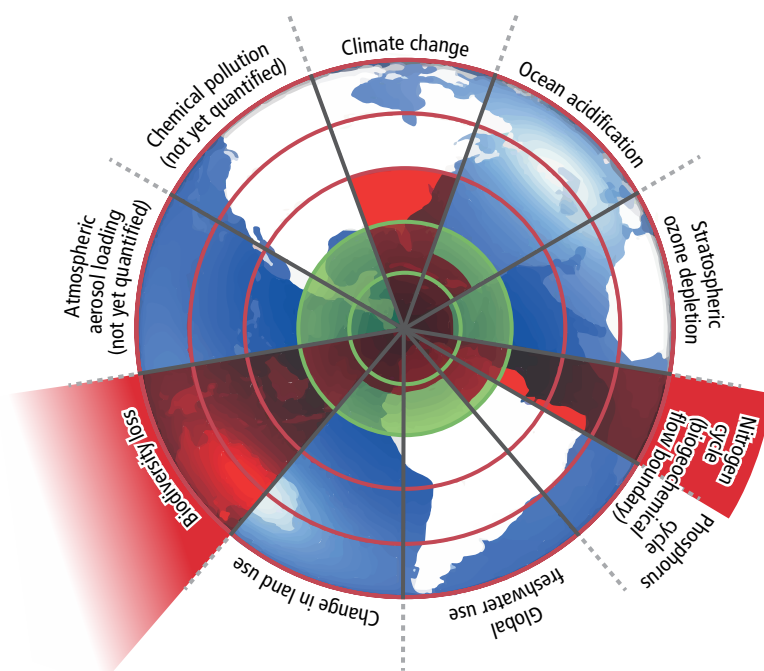 Climate change
Ocean acidification
Stratospheric
ozone depletion
Nitrogen
cycle
(biogeochemical
flow boundary)
Phosphorus
cycle
Global
freshwater use
Change in land use
Biodiversity loss
Atmospheric
aerosol loading
(not yet quantified)
Chemical pollution
(not yet quantified)